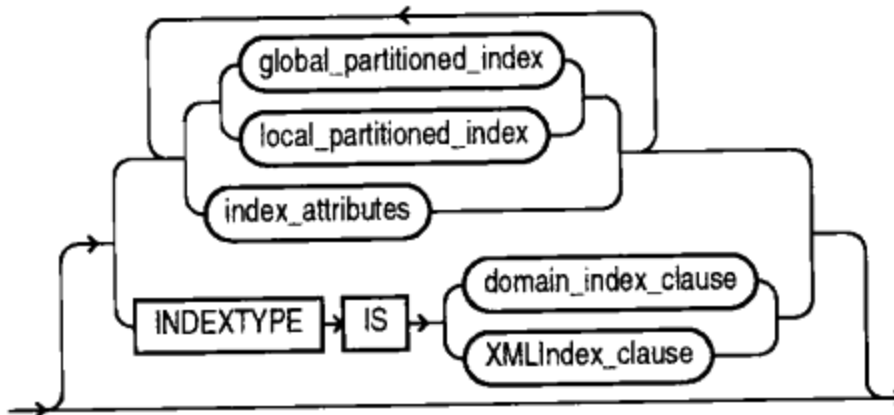 global_partitioned_index
local_partitioned_index
index_attributes
domain_index_clause
INDEXTYPE IS
XMLIndex_clause